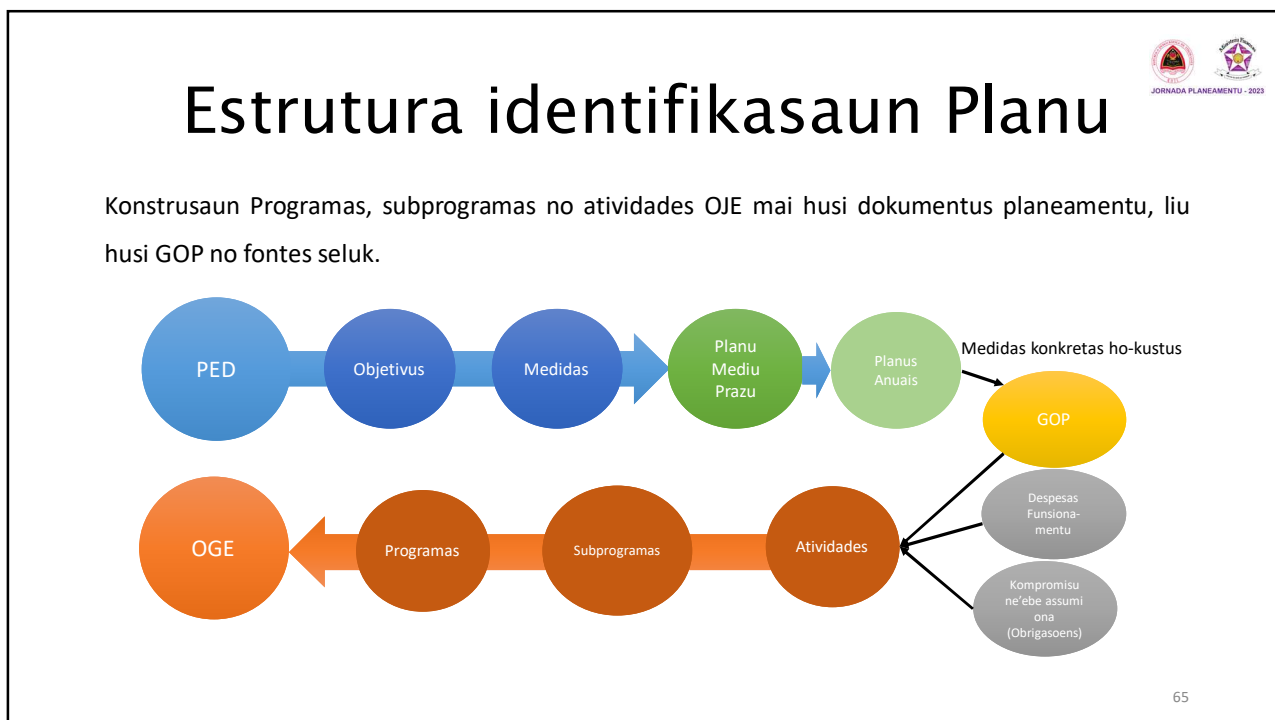 JORNADA PLANEAMENTU - 2023
Estrutura identifikasaun Planu
Konstrusaun Programas, subprogramas no atividades OJE mai husi dokumentus planeamentu, liu
husi GOP no fontes seluk.
PED
Objetivus
Medidas
Planu
Mediu
Prazu
Planus
Anuais
Medidas konkretas ho-kustus
GOP
Despesas
Funsiona-
mentu
Kompromisu
ne'ebe assumi
ona
(Obrigasoens)
OGE
Programas
Subprogramas
Atividades
65